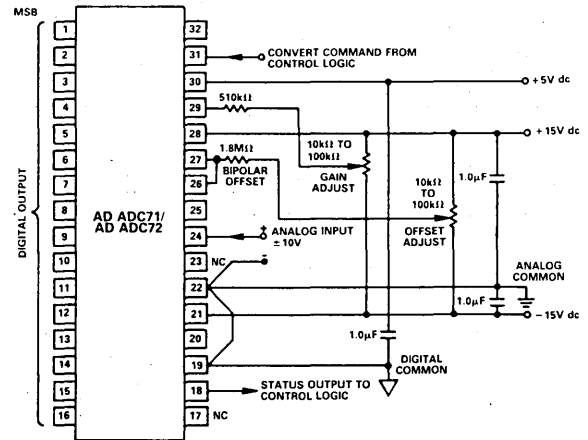 MSB
1
2
3
4
5
6
7
8
9
10
11
12
13
14
15
16
DIGITAL OUTPUT
AD ADC71/
AD ADC72
32
31
30
29
28
27
26
25
24
23
22
21
20
19
18
17
CONVERT COMMAND FROM
CONTROL LOGIC
+5V dc
510kΩ
+15V dc
10kΩ TO
100kΩ
GAIN
ADJUST
1.8MΩ
BIPOLAR
OFFSET
10kΩ
TO
100kΩ
OFFSET
ADJUST
1.0μF
+
ANALOG INPUT
±10V
NC
-
ANALOG
COMMON
1.0μF
-15V dc
1.0μF
DIGITAL
COMMON
STATUS OUTPUT TO
CONTROL LOGIC
NC